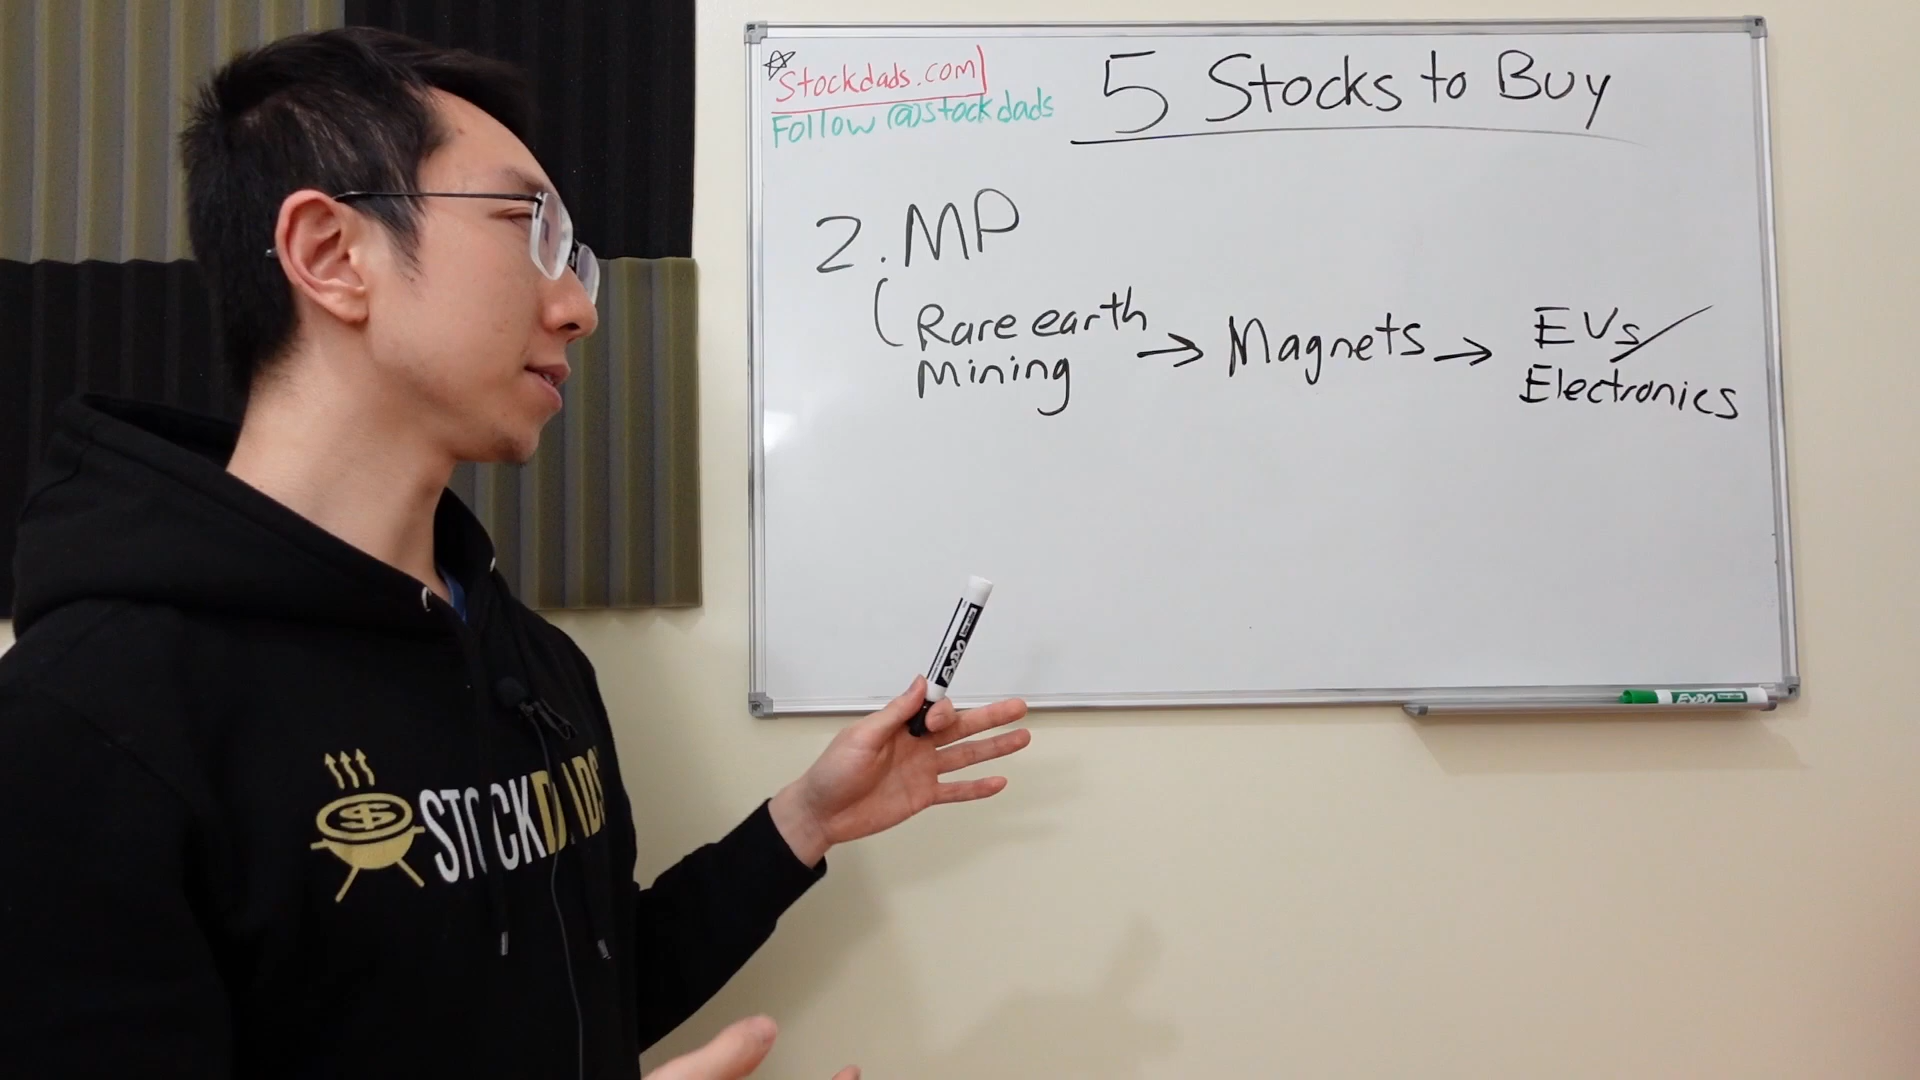 Stockdads.com
Follow @stockdads
5 Stocks to Buy
2. MP
Rare earth
Mining
→ Magnets →
EVs/
Electronics
EXPO
EXPO
STOCKDADS